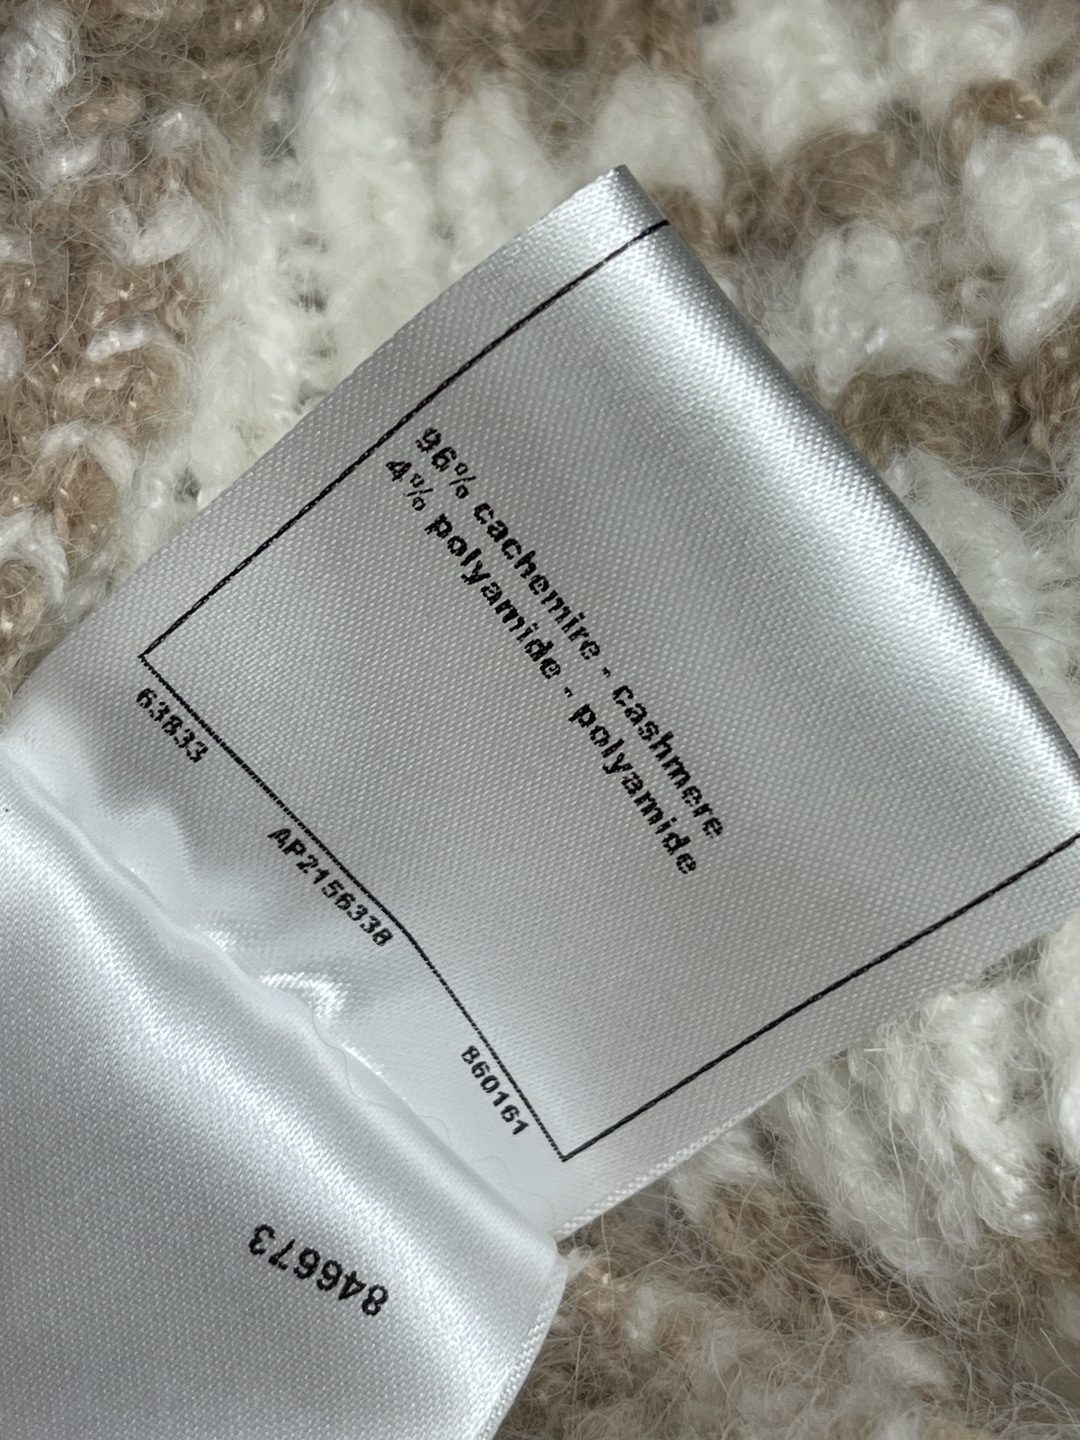 96% cachemire - cashmere
4% polyamide - polyamide
63833
AP2156338
860161
846673